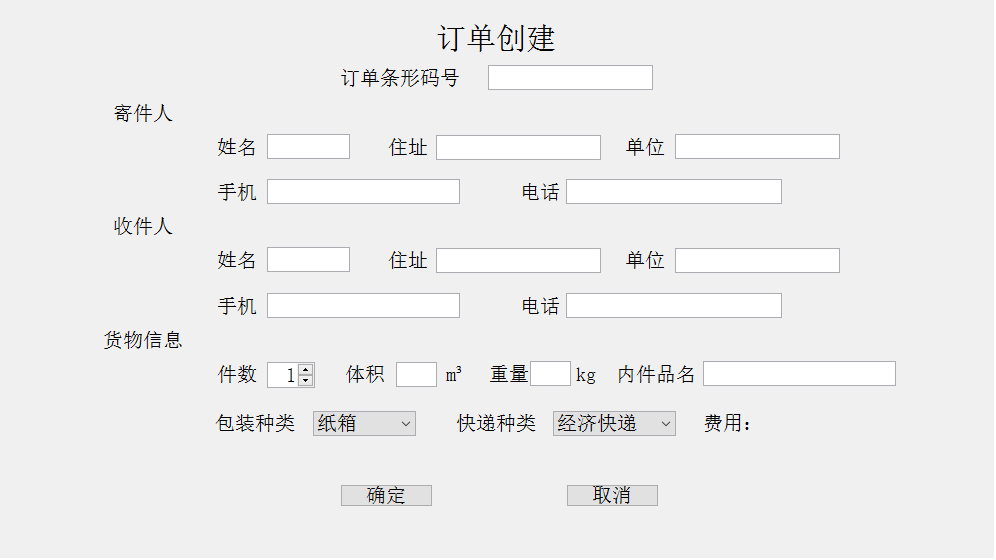 订单创建
订单条形码号
寄件人
姓名 住址 单位
手机 电话
收件人
姓名 住址 单位
手机 电话
货物信息
件数 1 体积 m³ 重量 kg 内件品名
包装种类 纸箱 快递种类 经济快递 费用：
确定 取消